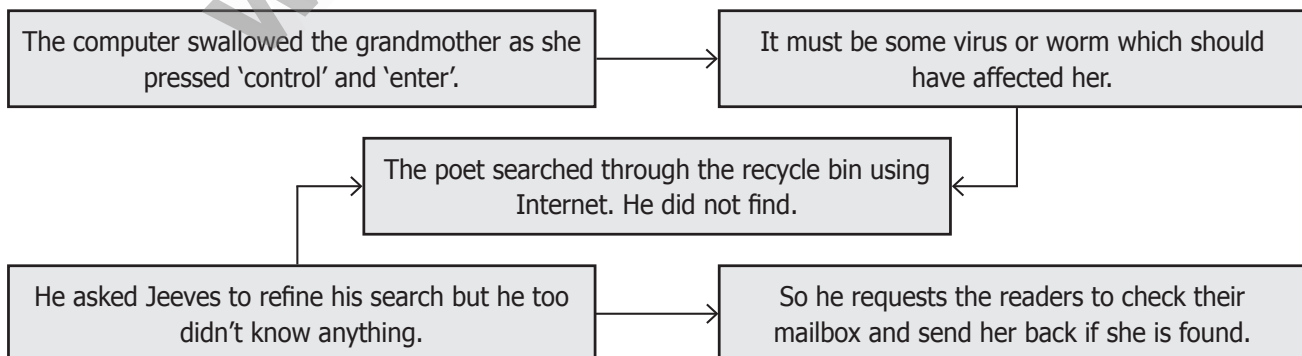 The computer swallowed the grandmother as she
pressed ‘control’ and ‘enter’.
It must be some virus or worm which should
have affected her.
The poet searched through the recycle bin using
Internet. He did not find.
He asked Jeeves to refine his search but he too
didn’t know anything.
So he requests the readers to check their
mailbox and send her back if she is found.